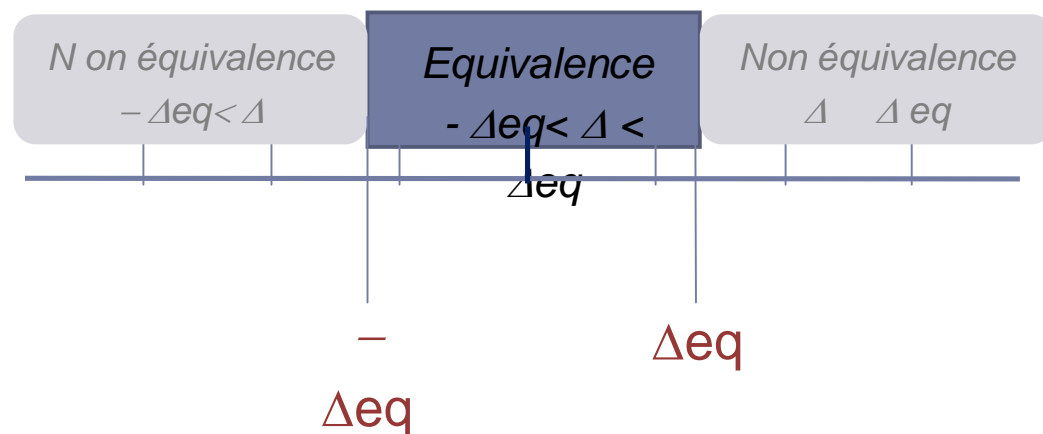 N on équivalence
– Δeq< Δ
Equivalence
- Δeq< Δ <
Δeq
Non équivalence
Δ Δ eq
–
Δeq
Δeq